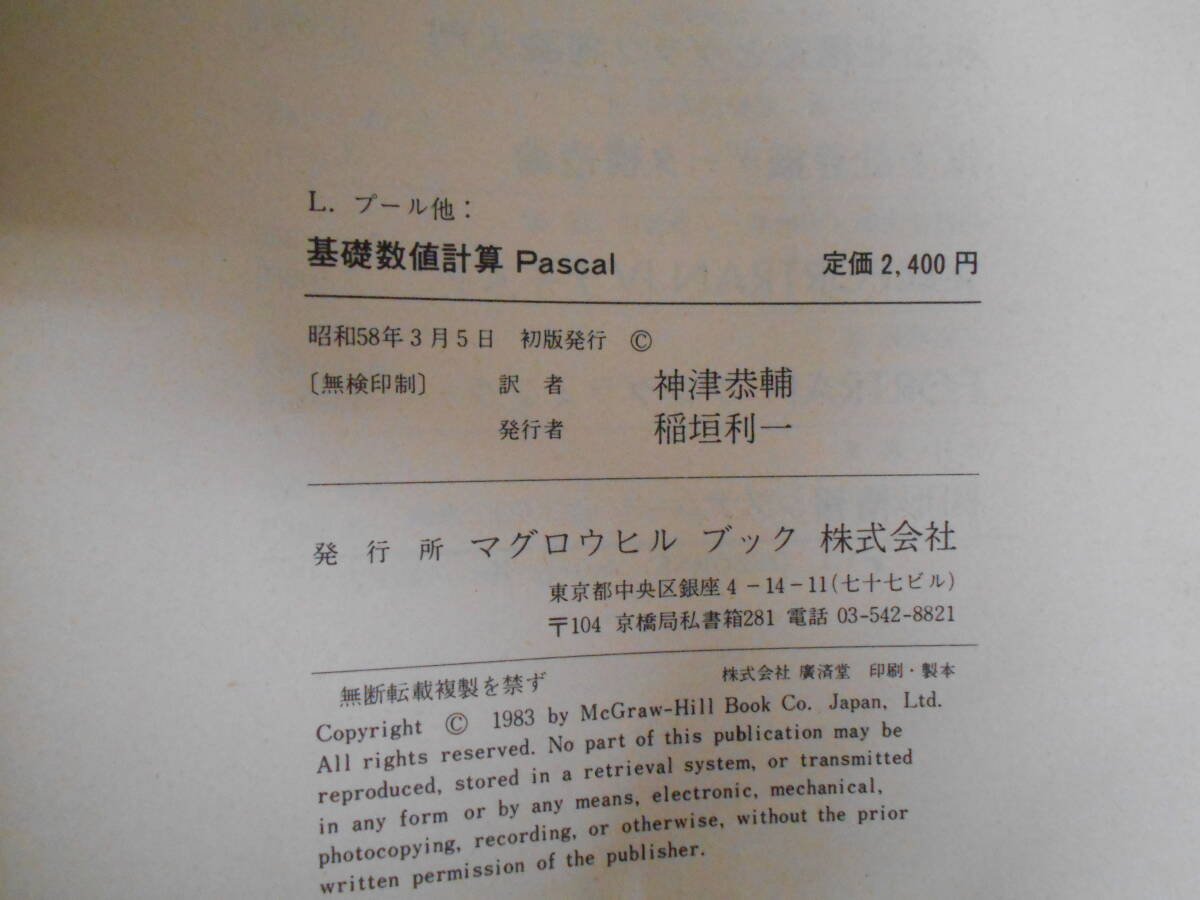 L. プール他:
基礎数値計算 Pascal 定価2,400円
昭和58年3月5日 初版発行 ©
〔無検印制〕 訳者 神津恭輔
発行者 稲垣利一
発行所 マグロウヒル ブック 株式会社
東京都中央区銀座4-14-11(七十七ビル)
〒104 京橋局私書箱281 電話 03-542-8821
株式会社 廣済堂 印刷・製本
無断転載複製を禁ず
Copyright © 1983 by McGraw-Hill Book Co. Japan, Ltd.
All rights reserved. No part of this publication may be
reproduced, stored in a retrieval system, or transmitted
in any form or by any means, electronic, mechanical,
photocopying, recording, or otherwise, without the prior
written permission of the publisher.